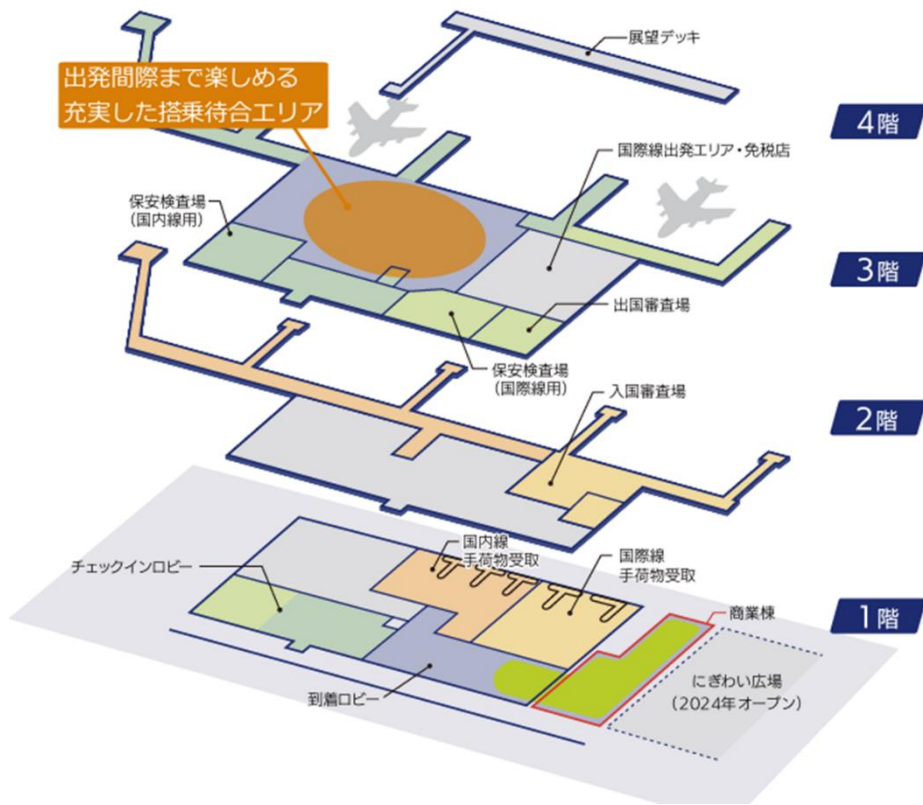 展望デッキ
出発間際まで楽しめる
充実した搭乗待合エリア
4階
国際線出発エリア・免税店
保安検査場
(国内線用)
3階
出国審査場
保安検査場
(国際線用)
入国審査場
2階
国内線
手荷物受取
チェックインロビー
国際線
手荷物受取
商業棟
1階
にぎわい広場
(2024年オープン)
到着ロビー